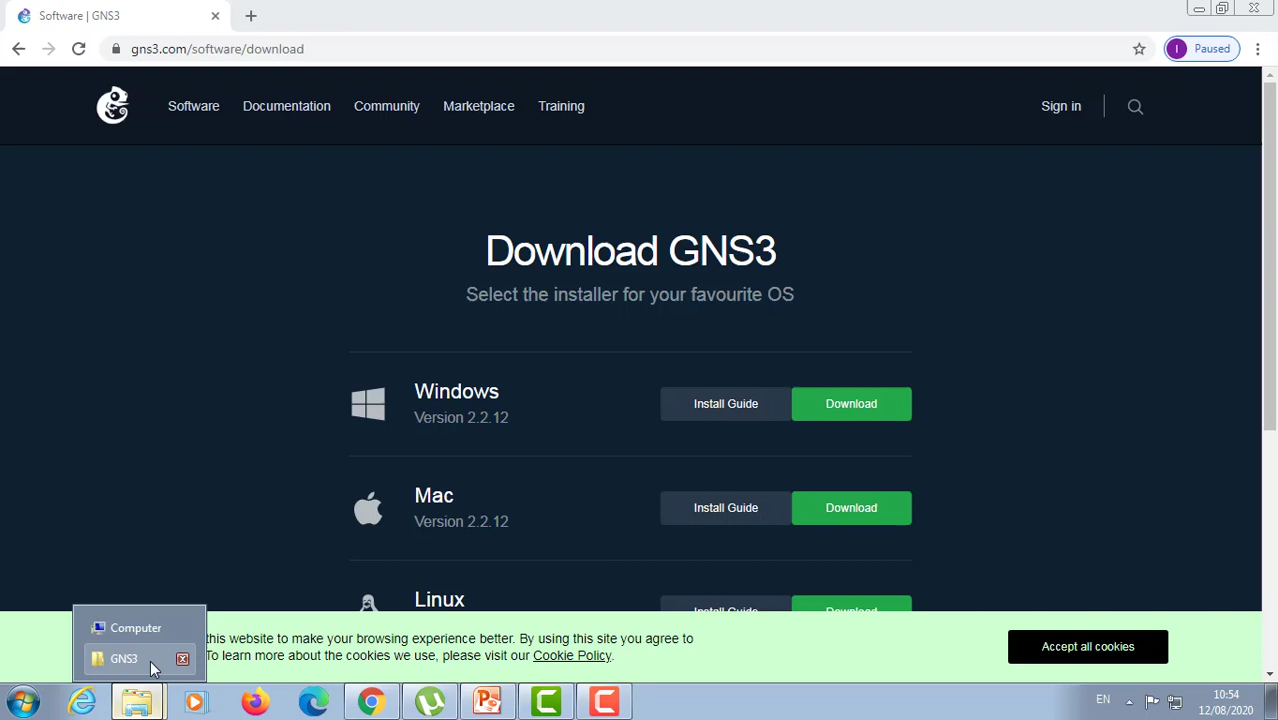 Software | GNS3
gns3.com/software/download
I
Paused
Software
Documentation
Community
Marketplace
Training
Sign in
Download GNS3
Select the installer for your favourite OS
Windows
Version 2.2.12
Install Guide
Download
Mac
Version 2.2.12
Install Guide
Download
Linux
Install Guide
Download
this website to make your browsing experience better. By using this site you agree to
To learn more about the cookies we use, please visit our Cookie Policy.
Accept all cookies
Computer
GNS3
EN
10:54
12/08/2020